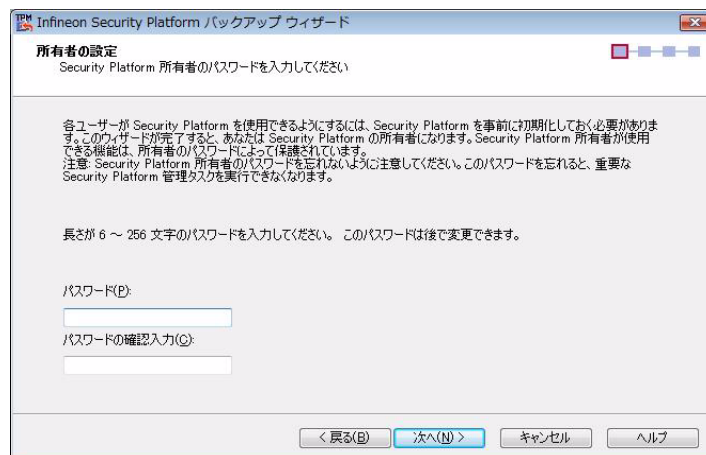 TPM
Infineon Security Platform バックアップ ウィザード
所有者の設定
Security Platform 所有者のパスワードを入力してください
各ユーザーが Security Platform を使用できるようにするには、Security Platform を事前に初期化しておく必要がありま
す。このウィザードが完了すると、あなたは Security Platform の所有者になります。Security Platform 所有者が使用
できる機能は、所有者のパスワードによって保護されています。
注意: Security Platform 所有者のパスワードを忘れないように注意してください。このパスワードを忘れると、重要な
Security Platform 管理タスクを実行できなくなります。
長さが 6 ～ 256 文字のパスワードを入力してください。 このパスワードは後で変更できます。
パスワード(P):
パスワードの確認入力(C):
< 戻る(B) 次へ(N) > キャンセル ヘルプ